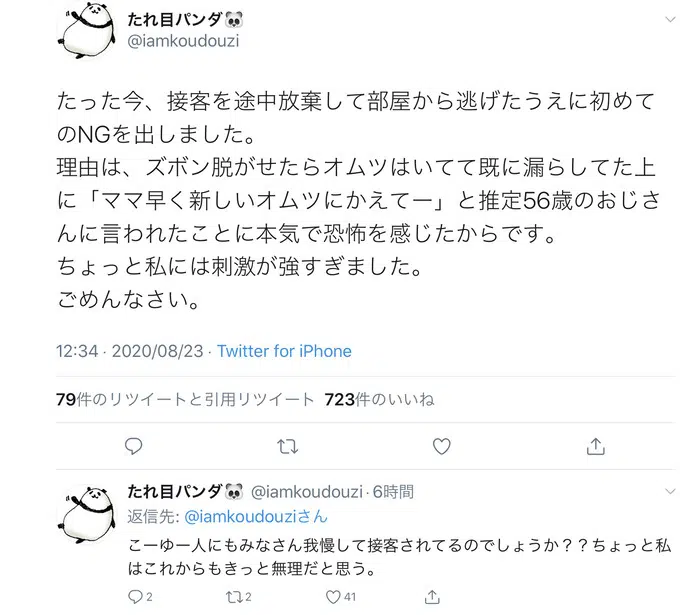 たれ目パンダ🐼
@iamkoudouzi
たった今、接客を途中放棄して部屋から逃げたうえに初めて
のNGを出しました。
理由は、ズボン脱がせたらオムツはいてて既に漏らしてた上
に「ママ早く新しいオムツにかえてー」と推定56歳のおじさ
んに言われたことに本気で恐怖を感じたからです。
ちょっと私には刺激が強すぎました。
ごめんなさい。
12:34 · 2020/08/23 · Twitter for iPhone
79件のリツイートと引用リツイート 723件のいいね
たれ目パンダ🐼 @iamkoudouzi · 6時間
返信先: @iamkoudouziさん
こーゆー人にもみなさん我慢して接客されてるのでしょうか？？ちょっと私
はこれからもきっと無理だと思う。
2 2 41